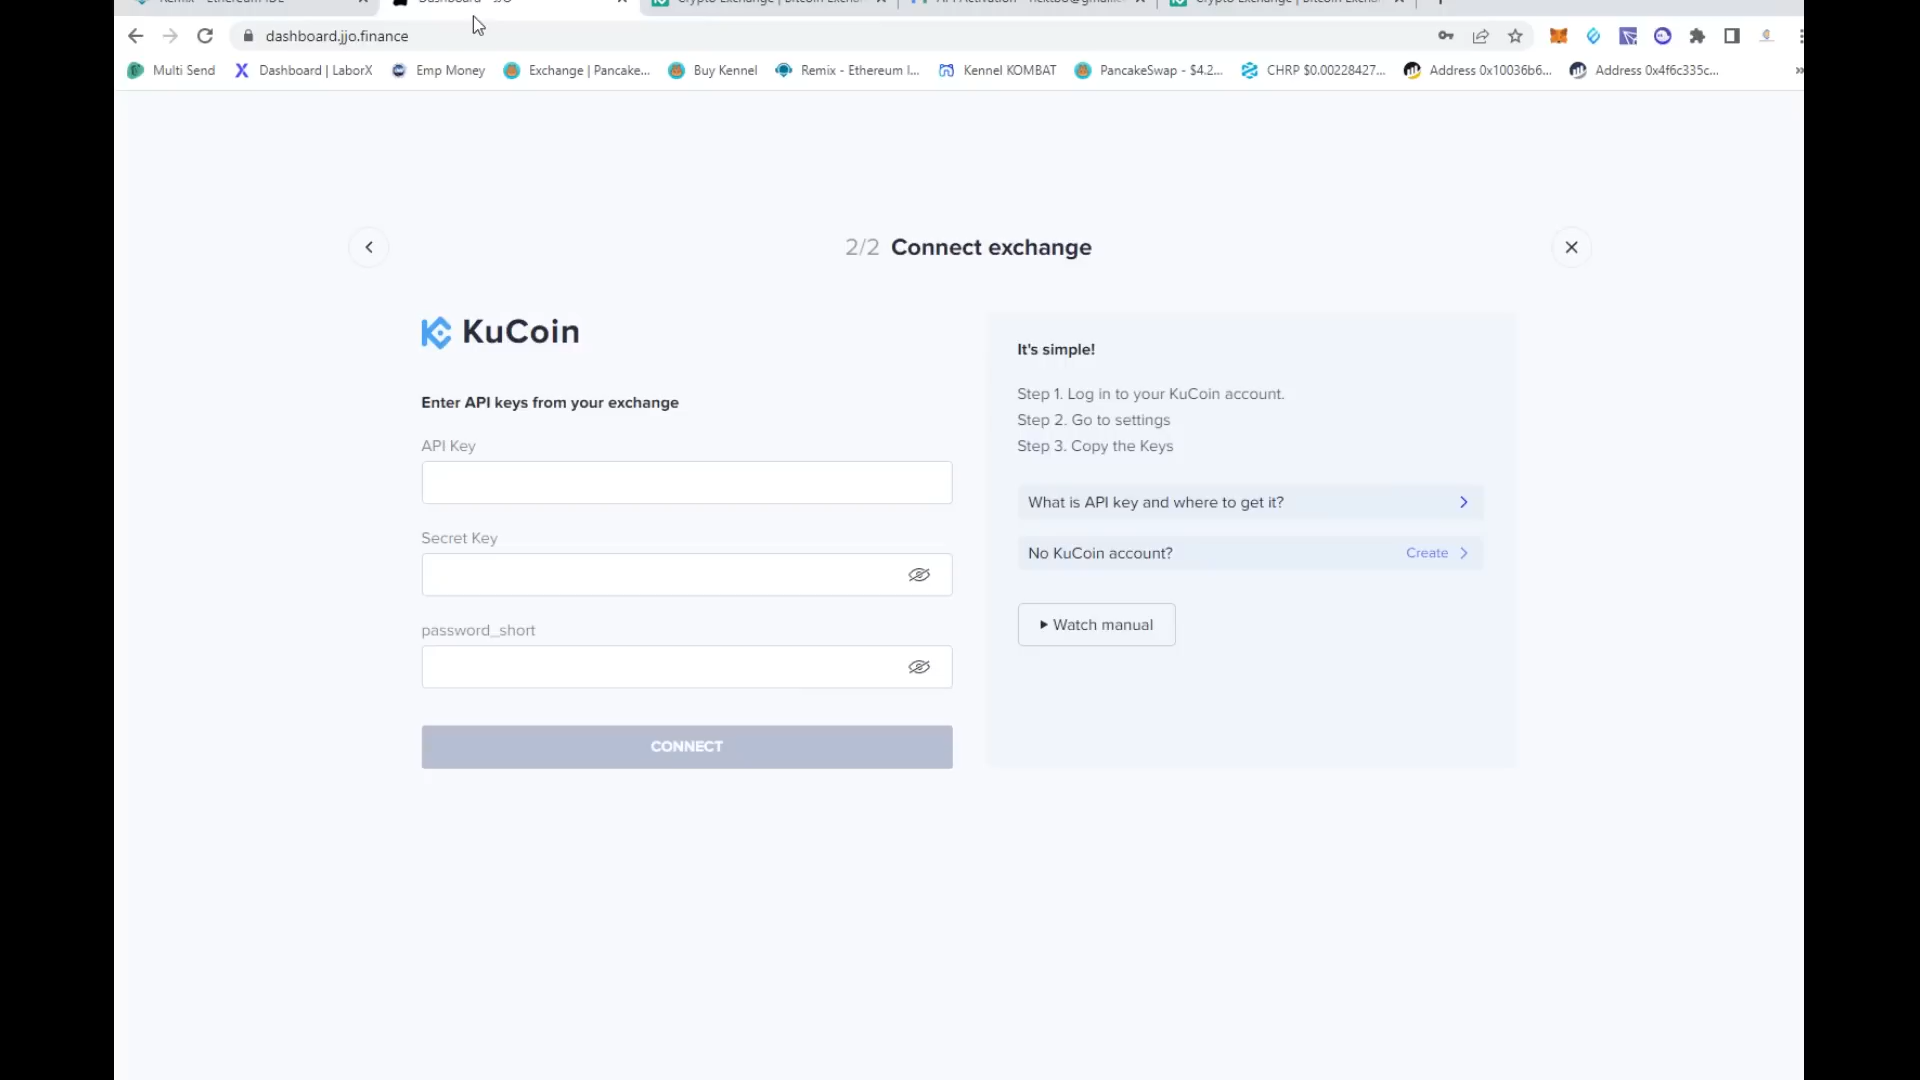 dashboard.jjo.finance
Multi Send
Dashboard | LaborX
Emp Money
Exchange | Pancake...
Buy Kennel
Remix - Ethereum I...
Kennel KOMBAT
PancakeSwap - $4.2...
CHRP $0.00228427...
Address 0x10036b6...
Address 0x4f6c335c...
2/2 Connect exchange
KuCoin
Enter API keys from your exchange
API Key
Secret Key
password_short
CONNECT
It's simple!
Step 1. Log in to your KuCoin account.
Step 2. Go to settings
Step 3. Copy the Keys
What is API key and where to get it?
No KuCoin account? Create
Watch manual